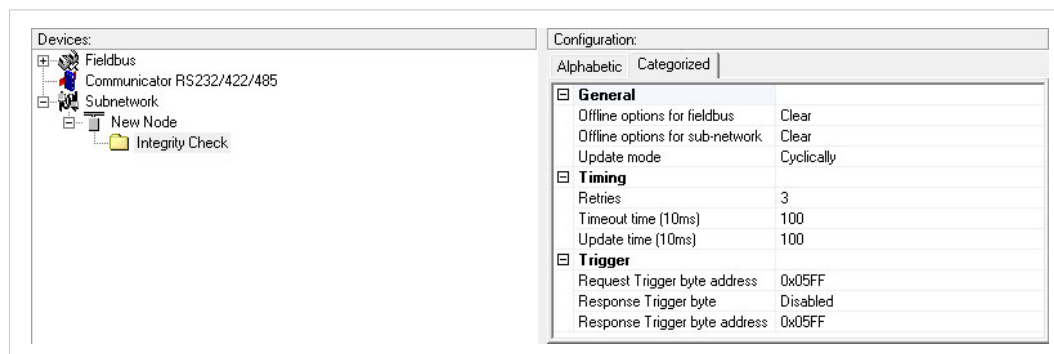 Devices:
Fieldbus
Communicator RS232/422/485
Subnetwork
New Node
Integrity Check
Configuration:
Alphabetic Categorized
General
Offline options for fieldbus Clear
Offline options for sub-network Clear
Update mode Cyclically
Timing
Retries 3
Timeout time (10ms) 100
Update time (10ms) 100
Trigger
Request Trigger byte address 0x05FF
Response Trigger byte Disabled
Response Trigger byte address 0x05FF